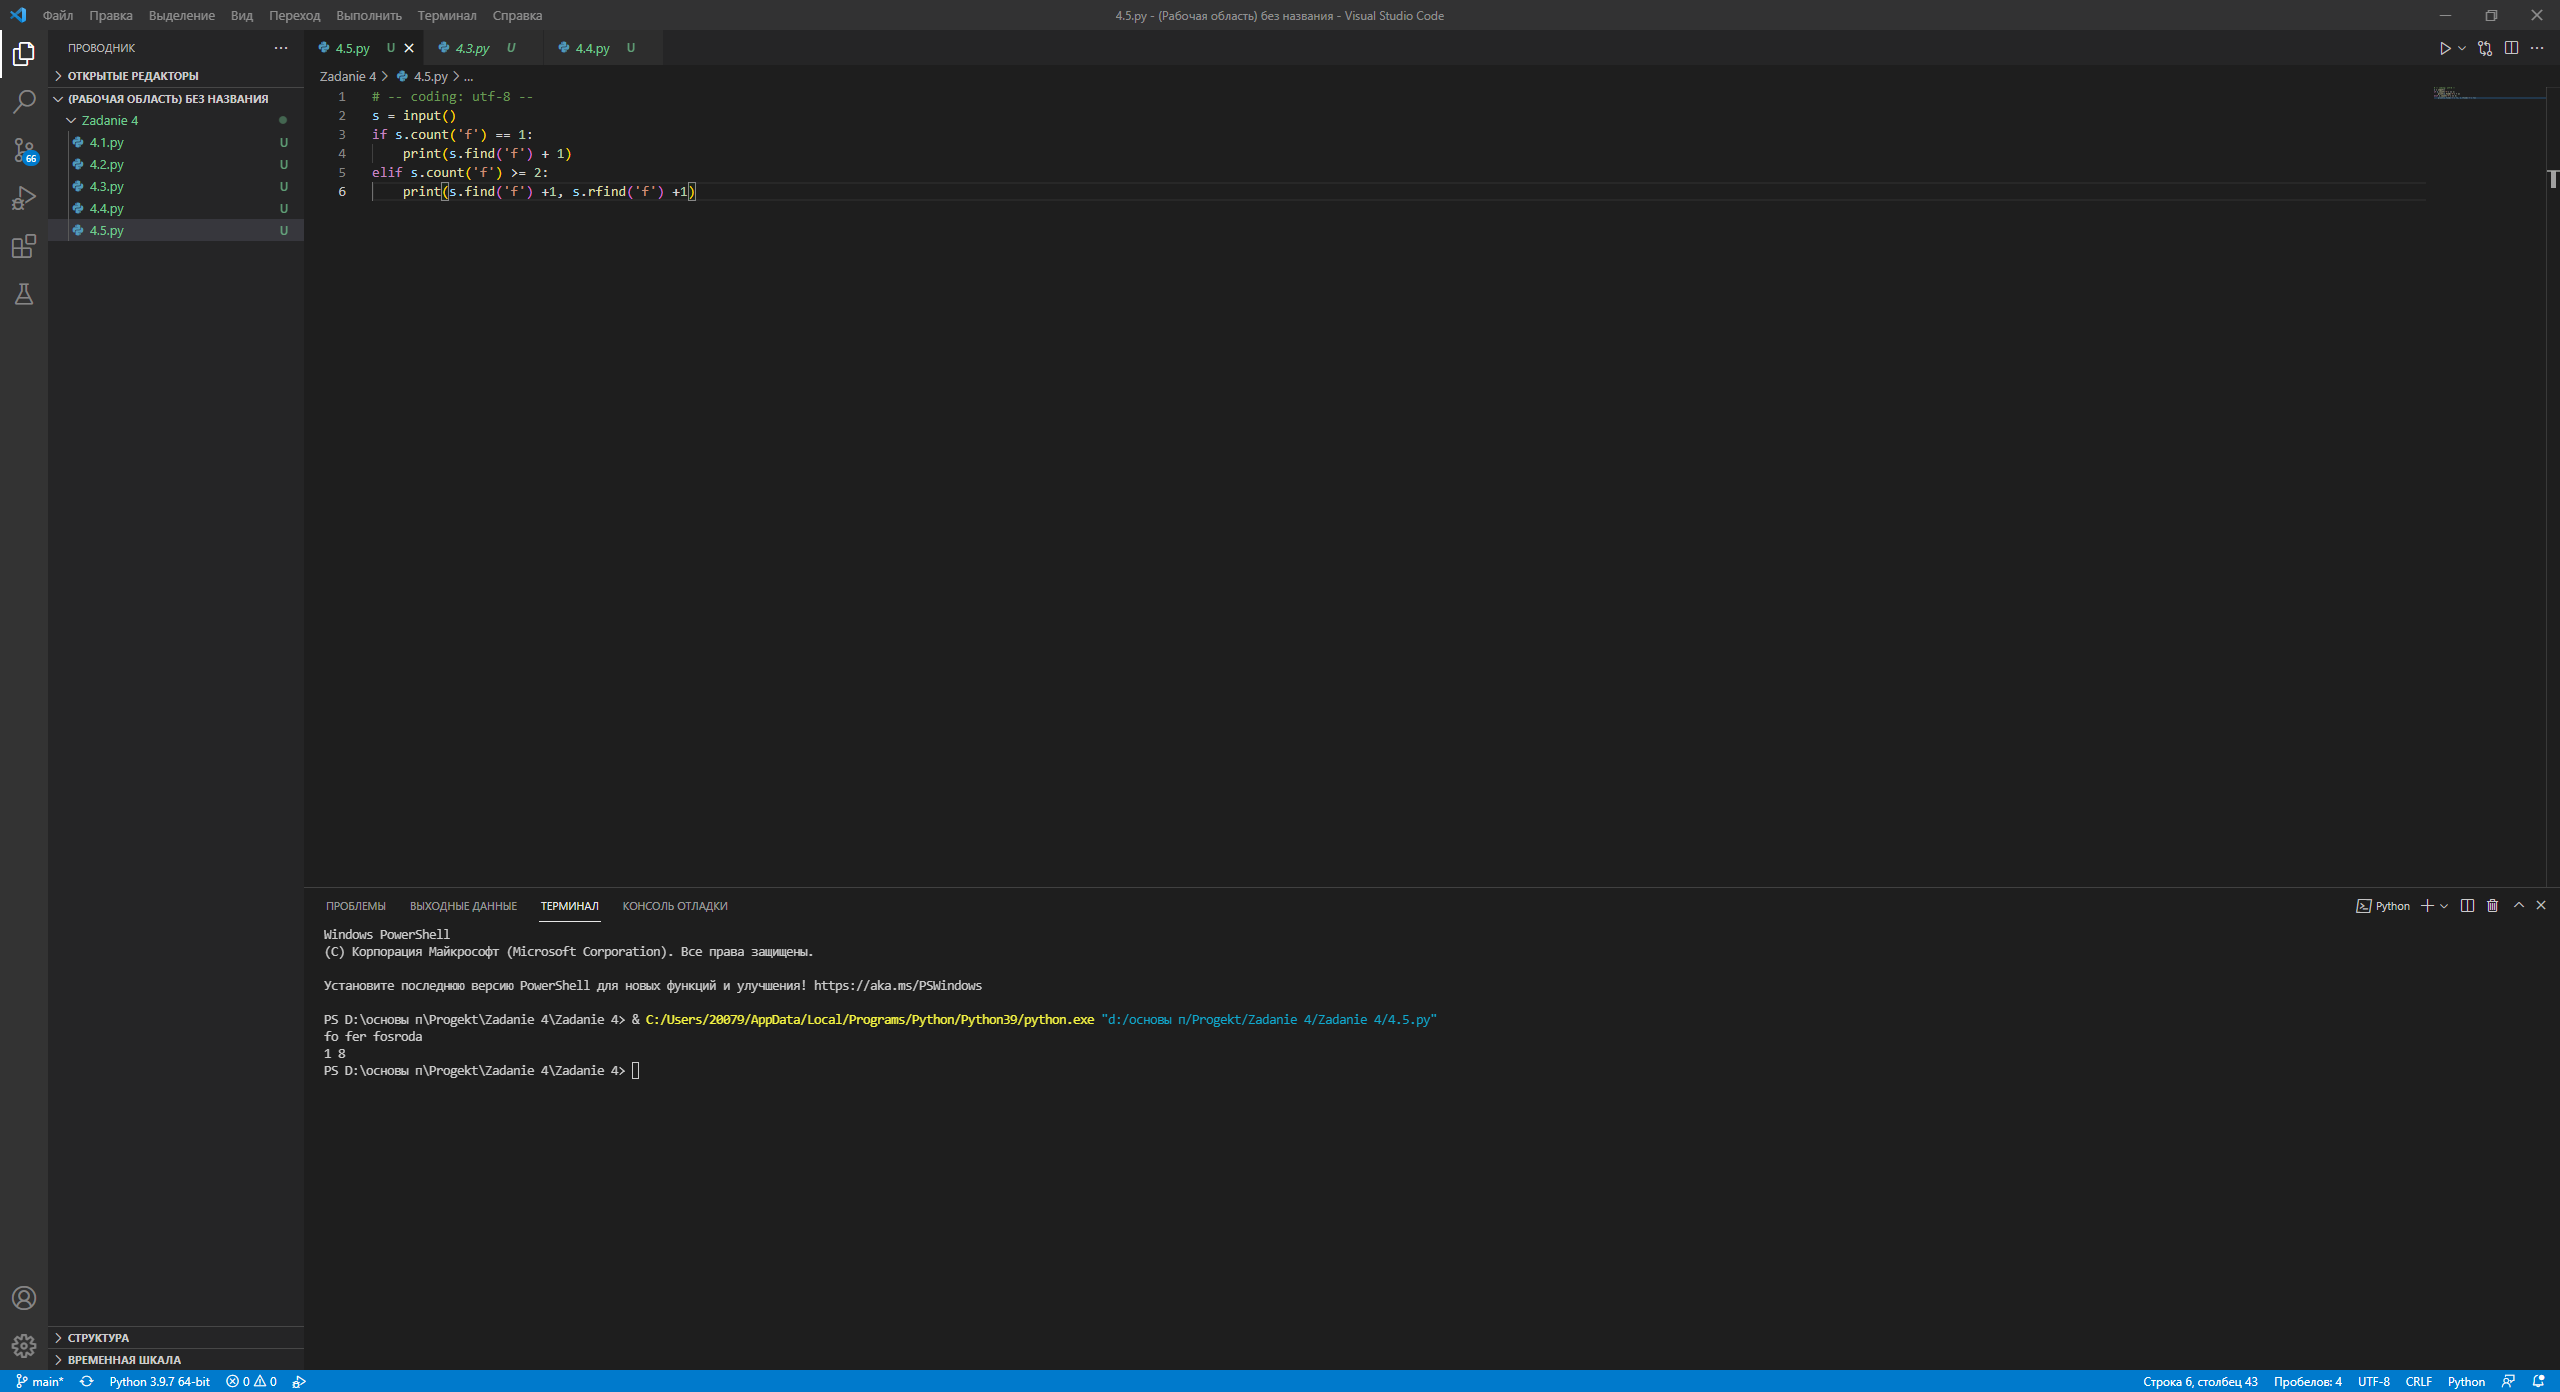 Файл Правка Выделение Вид Переход Выполнить Терминал Справка
4.5.py - (Рабочая область) без названия - Visual Studio Code
ПРОВОДНИК
ОТКРЫТЫЕ РЕДАКТОРЫ
(РАБОЧАЯ ОБЛАСТЬ) БЕЗ НАЗВАНИЯ
Zadanie 4
4.1.py U
4.2.py U
4.3.py U
4.4.py U
4.5.py U
66
4.5.py U 4.3.py U 4.4.py U
Zadanie 4 > 4.5.py > ...
1 # -- coding: utf-8 --
2 s = input()
3 if s.count('f') == 1:
4     print(s.find('f') + 1)
5 elif s.count('f') >= 2:
6     print(s.find('f') +1, s.rfind('f') +1)
ПРОБЛЕМЫ ВЫХОДНЫЕ ДАННЫЕ ТЕРМИНАЛ КОНСОЛЬ ОТЛАДКИ
Python
Windows PowerShell
(C) Корпорация Майкрософт (Microsoft Corporation). Все права защищены.
Установите последнюю версию PowerShell для новых функций и улучшения! https://aka.ms/PSWindows
PS D:\основы п\Progekt\Zadanie 4\Zadanie 4> & C:/Users/20079/AppData/Local/Programs/Python/Python39/python.exe "d:/основы п/Progekt/Zadanie 4/Zadanie 4/4.5.py"
fo fer fosroda
1 8
PS D:\основы п\Progekt\Zadanie 4\Zadanie 4>
СТРУКТУРА
ВРЕМЕННАЯ ШКАЛА
main* Python 3.9.7 64-bit 0 0
Строка 6, столбец 43 Пробелов: 4 UTF-8 CRLF Python